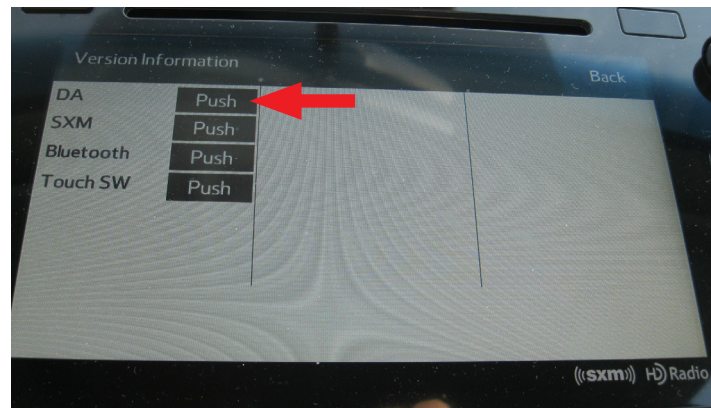 Version Information
Back
DA Push
SXM Push
Bluetooth Push
Touch SW Push
((sxm)) HD Radio